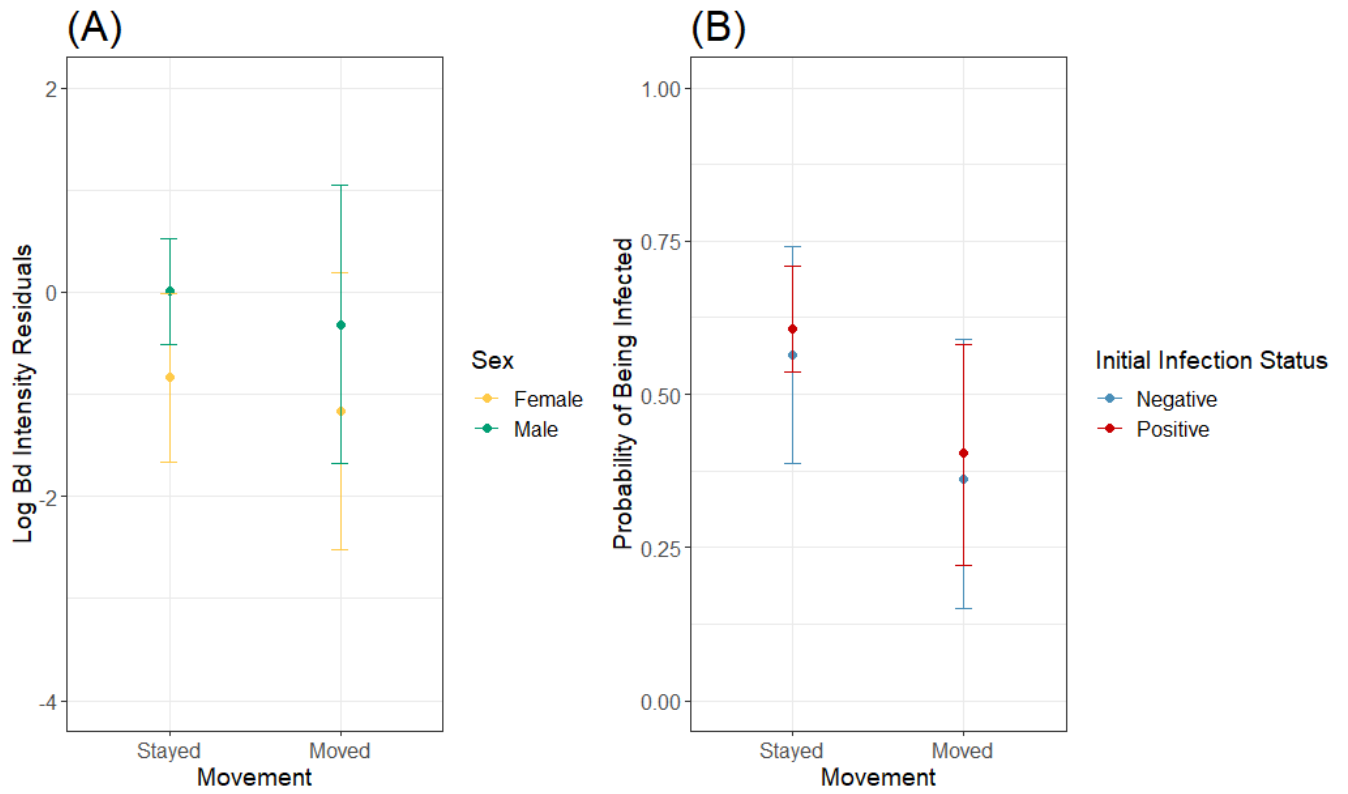 (A)
2
0
-2
-4
Log Bd Intensity Residuals
Stayed
Moved
Movement
Sex
Female
Male
(B)
1.00
0.75
0.50
0.25
0.00
Probability of Being Infected
Stayed
Moved
Movement
Initial Infection Status
Negative
Positive